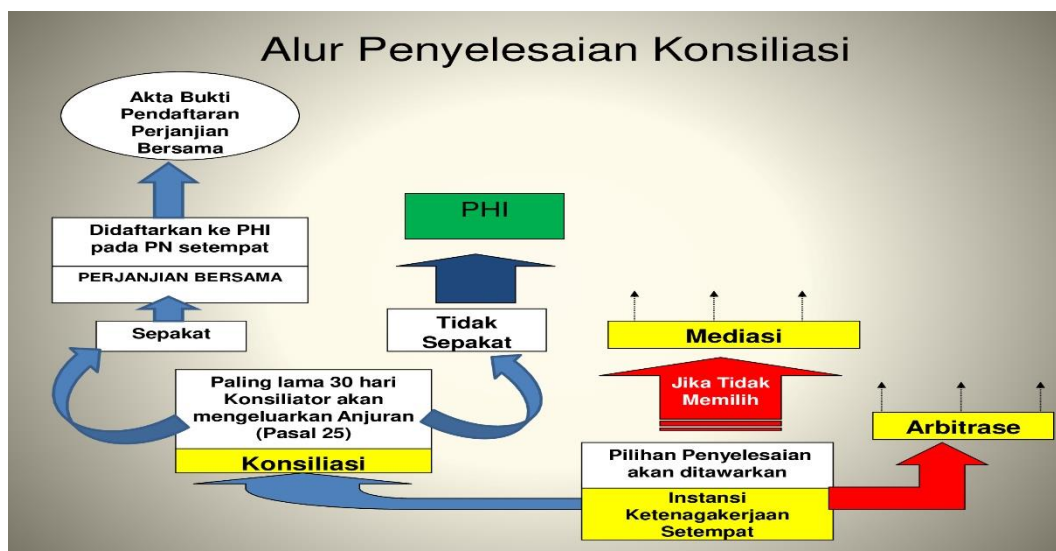 Alur Penyelesaian Konsiliasi
Akta Bukti
Pendaftaran
Perjanjian
Bersama
Didaftarkan ke PHI
pada PN setempat
PERJANJIAN BERSAMA
Sepakat
PHI
Tidak
Sepakat
Paling lama 30 hari
Konsiliator akan
mengeluarkan Anjuran
(Pasal 25)
Konsiliasi
Mediasi
Jika Tidak
Memilih
Arbitrase
Pilihan Penyelesaian
akan ditawarkan
Instansi
Ketenagakerjaan
Setempat